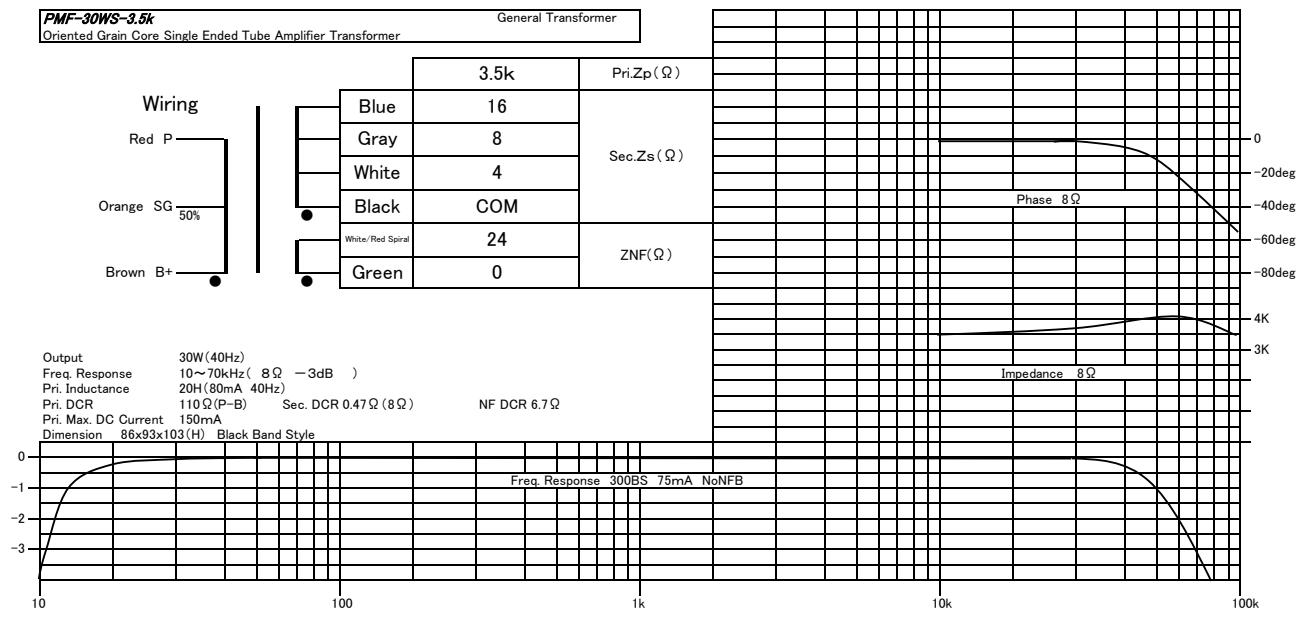 PMF-30WS-3.5k General Transformer
Oriented Grain Core Single Ended Tube Amplifier Transformer
3.5k Pri.Zp(Ω)
Wiring
Blue 16
Red P Gray 8
Sec.Zs(Ω)
White 4
Orange SG 50% Black COM
White/Red Spiral 24
ZNF(Ω)
Brown B+ Green 0
0
-20deg
Phase 8Ω
-40deg
-60deg
-80deg
4K
3K
Impedance 8Ω
Output 30W(40Hz)
Freq. Response 10～70kHz( 8Ω －3dB )
Pri. Inductance 20H(80mA 40Hz)
Pri. DCR 110Ω(P-B) Sec. DCR 0.47Ω(8Ω) NF DCR 6.7Ω
Pri. Max. DC Current 150mA
Dimension 86x93x103(H) Black Band Style
0
-1
-2
-3
Freq. Response 300BS 75mA NoNFB
10 100 1k 10k 100k